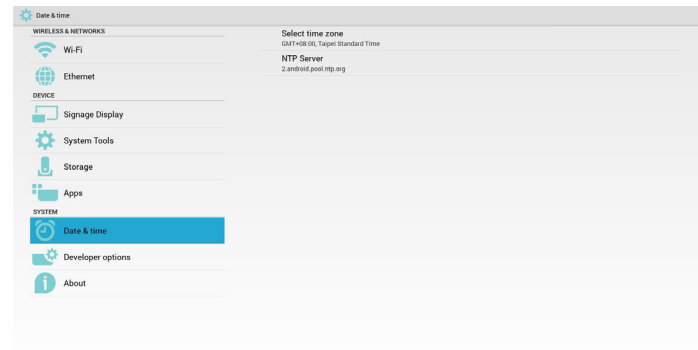 Date & time
WIRELESS & NETWORKS
Wi-Fi
Ethernet
DEVICE
Signage Display
System Tools
Storage
Apps
SYSTEM
Date & time
Developer options
About
Select time zone
GMT+08:00, Taipei Standard Time
NTP Server
2.android.pool.ntp.org